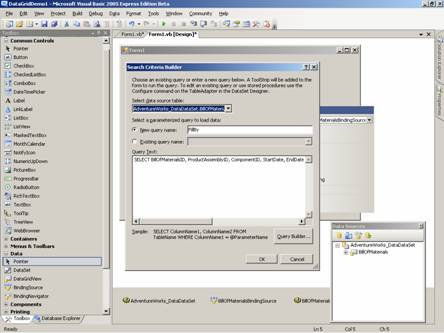 DataGridDemo1 - Microsoft Visual Basic 2005 Express Edition Beta
File Edit View Project Build Debug Data Format Tools Window Community Help
Toolbox
Common Controls
Pointer
Button
CheckBox
CheckedListBox
ComboBox
DateTimePicker
Label
LinkLabel
ListBox
ListView
MaskedTextBox
MonthCalendar
NotifyIcon
NumericUpDown
PictureBox
ProgressBar
RadioButton
RichTextBox
TextBox
ToolTip
TreeView
WebBrowser
Containers
Menus & Toolbars
Data
Pointer
DataSet
DataGridView
BindingSource
BindingNavigator
Components
Printing
Toolbox Database Explorer
Form1.vb* Form1.vb [Design]*
Form1
Search Criteria Builder
Choose an existing query or enter a new query below. A ToolStrip will be added to
the form to run the query. To edit an existing query or use stored procedures use the
Configure command on the TableAdapter in the DataSet Designer.
Select data source table:
AdventureWorks_DataDataSet.BillOfMateri
Select a parameterized query to load data:
New query name: FillBy
Existing query name:
Query Text:
SELECT BillOfMaterialsID, ProductAssemblyID, ComponentID, StartDate, EndDate
Sample: SELECT ColumnName1, ColumnName2 FROM
TableName WHERE ColumnName1 = @ParameterName
Query Builder...
OK Cancel
MaterialsBindingSource
Data Sources
AdventureWorks_DataDataSet
BillOfMaterials
AdventureWorks_DataDataSet BillOfMaterialsBindingSource BillOfMaterials
Solution Explorer
Properties
Ready Ln 5 Col 5 Ch 5